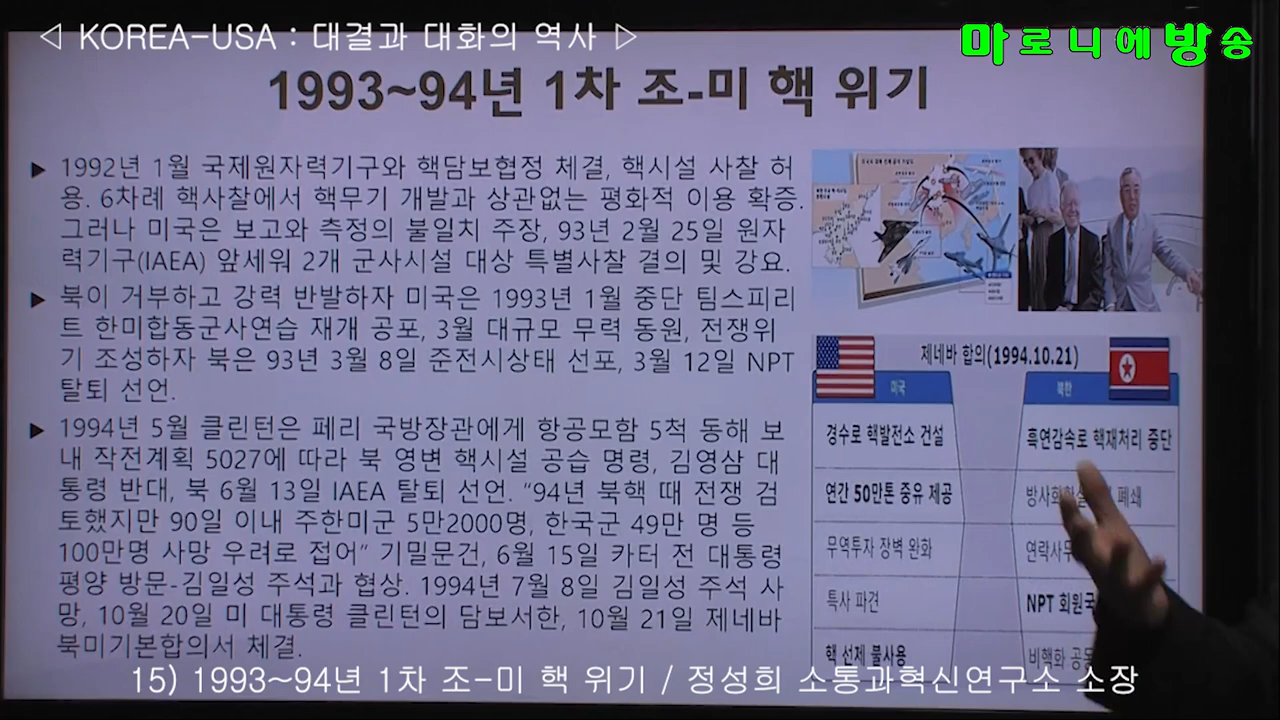 ◁ KOREA-USA : 대결과 대화의 역사 ▷
마로니에방송
1993~94년 1차 조-미 핵 위기
▶ 1992년 1월 국제원자력기구와 핵담보협정 체결, 핵시설 사찰 허
용. 6차례 핵사찰에서 핵무기 개발과 상관없는 평화적 이용 확증.
그러나 미국은 보고와 측정의 불일치 주장, 93년 2월 25일 원자
력기구(IAEA) 앞세워 2개 군사시설 대상 특별사찰 결의 및 강요.
▶ 북이 거부하고 강력 반발하자 미국은 1993년 1월 중단 팀스피리
트 한미합동군사연습 재개 공포, 3월 대규모 무력 동원, 전쟁위
기 조성하자 북은 93년 3월 8일 준전시상태 선포, 3월 12일 NPT
탈퇴 선언.
▶ 1994년 5월 클린턴은 페리 국방장관에게 항공모함 5척 동해 보
내 작전계획 5027에 따라 북 영변 핵시설 공습 명령, 김영삼 대
통령 반대, 북 6월 13일 IAEA 탈퇴 선언. “94년 북핵 때 전쟁 검
토했지만 90일 이내 주한미군 5만2000명, 한국군 49만 명 등
100만명 사망 우려로 접어” 기밀문건, 6월 15일 카터 전 대통령
평양 방문-김일성 주석과 협상. 1994년 7월 8일 김일성 주석 사
망, 10월 20일 미 대통령 클린턴의 담보서한, 10월 21일 제네바
북미기본합의서 체결.
제네바 합의(1994.10.21)
미국
북한
경수로 핵발전소 건설
흑연감속로 핵재처리 중단
연간 50만톤 중유 제공
폐쇄
무역투자 장벽 완화
특사 파견
NPT 회원국
핵 선제 불사용
비핵화
15) 1993~94년 1차 조-미 핵 위기 / 정성희 소통과혁신연구소 소장